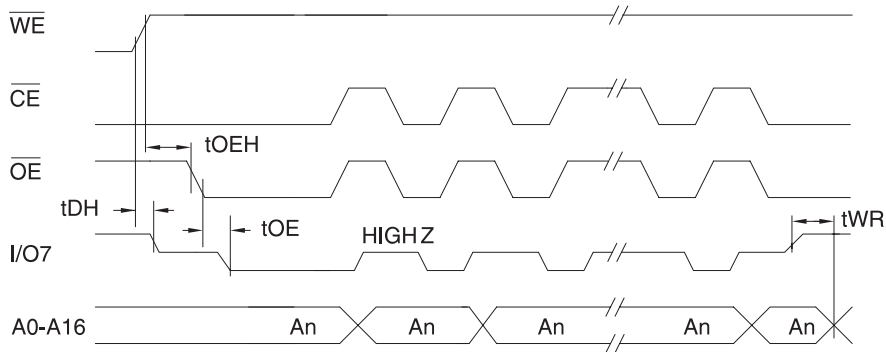 WE
CE
tOEH
OE
tDH
tOE
tWR
HIGH Z
I/O7
A0-A16 An An An An An